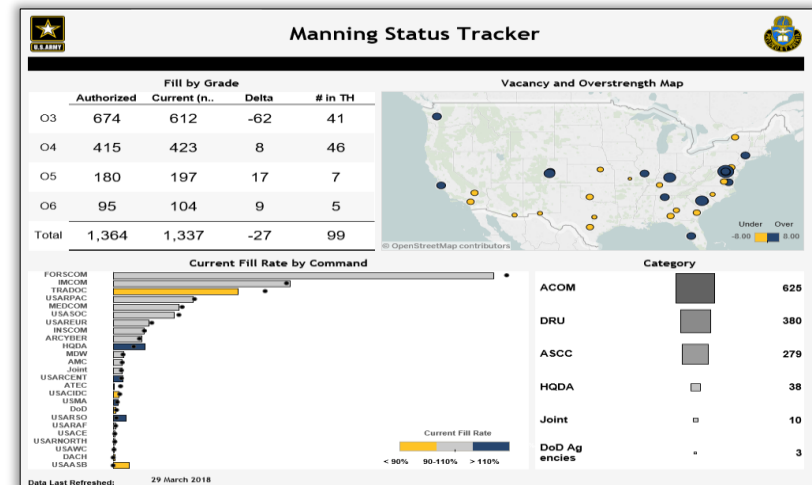 Manning Status Tracker
U.S.ARMY
Fill by Grade
Authorized Current (n.. Delta # in TH
O3 674 612 -62 41
O4 415 423 8 46
O5 180 197 17 7
O6 95 104 9 5
Total 1,364 1,337 -27 99
Vacancy and Overstrength Map
Under Over
-8.00 8.00
© OpenStreetMap contributors
Current Fill Rate by Command
FORSCOM
IMCOM
TRADOC
USARPAC
MEDCOM
USASOC
USAREUR
INSCOM
ARCYBER
HQDA
MDW
AMC
Joint
USARCENT
ATEC
USACIDC
USMA
DoD
USARSO
USARAF
USACE
USARNORTH
USAWC
DACH
USAASB
Current Fill Rate
< 90% 90-110% > 110%
Category
ACOM 625
DRU 380
ASCC 279
HQDA 38
Joint 10
DoD Ag
encies 3
Data Last Refreshed: 29 March 2018